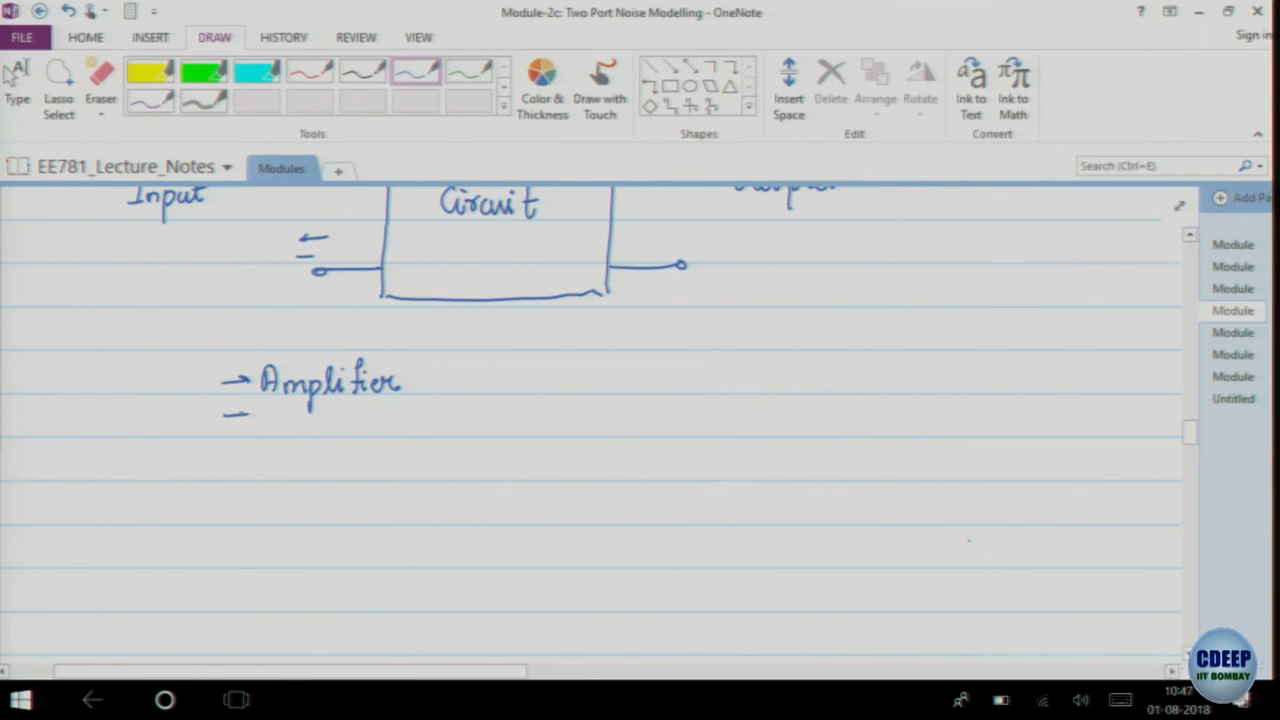 Module-2c: Two Port Noise Modelling - OneNote
?
Sign in
FILE HOME INSERT DRAW HISTORY REVIEW VIEW
Type
Lasso Select
Eraser
Color & Thickness
Draw with Touch
Insert Space
Delete
Arrange
Rotate
Ink to Text
Ink to Math
Tools
Shapes
Edit
Convert
EE781_Lecture_Notes
Modules
+
Search (Ctrl+E)
Input
Circuit
→ Amplifier
Add Pa
Module
Module
Module
Module
Module
Module
Module
Untitled
CDEEP
IIT BOMBAY
10:47
01-08-2018